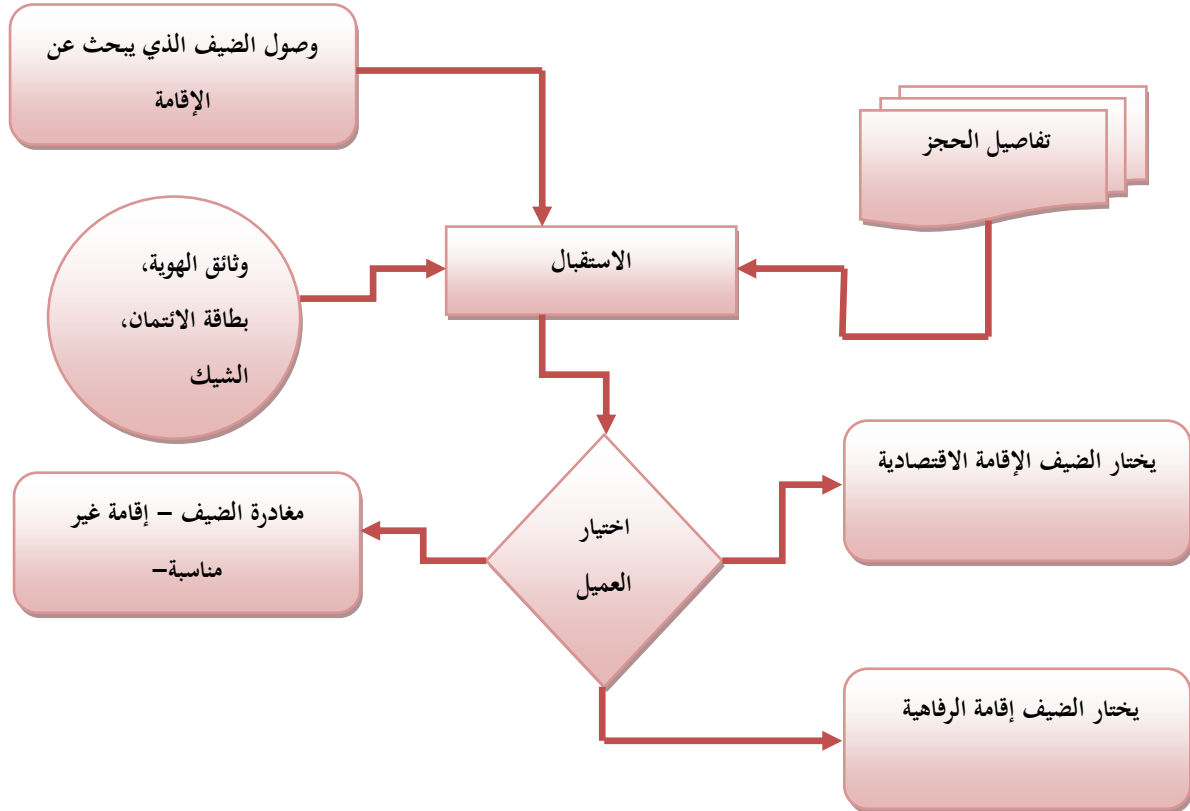 وصول الضيف الذي يبحث عن
الإقامة
تفاصيل الحجز
الاستقبال
وثائق الهوية،
بطاقة الائتمان،
الشيك
اختيار
العميل
يختار الضيف الإقامة الاقتصادية
مغادرة الضيف – إقامة غير
مناسبة–
يختار الضيف إقامة الرفاهية